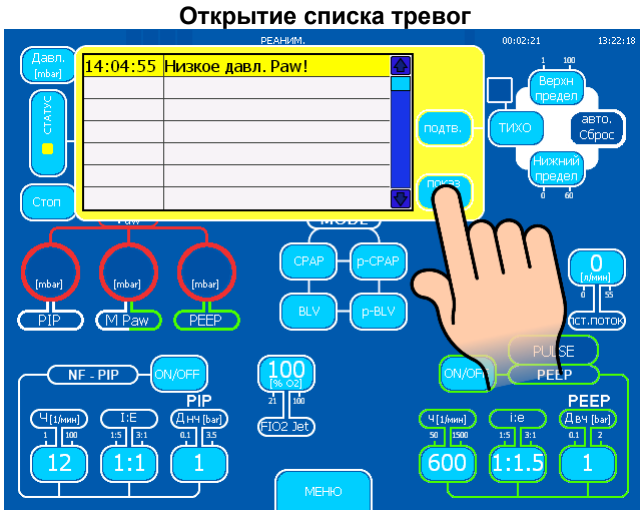 Открытие списка тревог
РЕАНИМ. 00:02:21 13:22:18
Давл.
[mbar]
14:04:55 Низкое давл. Paw!
СТАТУС
подтв.
показ
Стоп
1 100
Верхн
предел
ТИХО
авто.
Сброс
Нижний
предел
0 60
Paw
MODE
[mbar] [mbar] [mbar]
PIP M Paw PEEP
CPAP p-CPAP
BLV p-BLV
0
[л/мин]
0 55
PULSE
NF - PIP ON/OFF
100
[% O2]
21 100
FIO2 Jet
PEEP
PIP
Ч[1/мин] I:E Д нч [bar]
1 100 1:5 3:1 0.1 3.5
12 1:1 1
PEEP
Ч[1/мин] i:e Д вч [bar]
50 1500 1:5 3:1 0.1 2
600 1:1.5 1
МЕНЮ